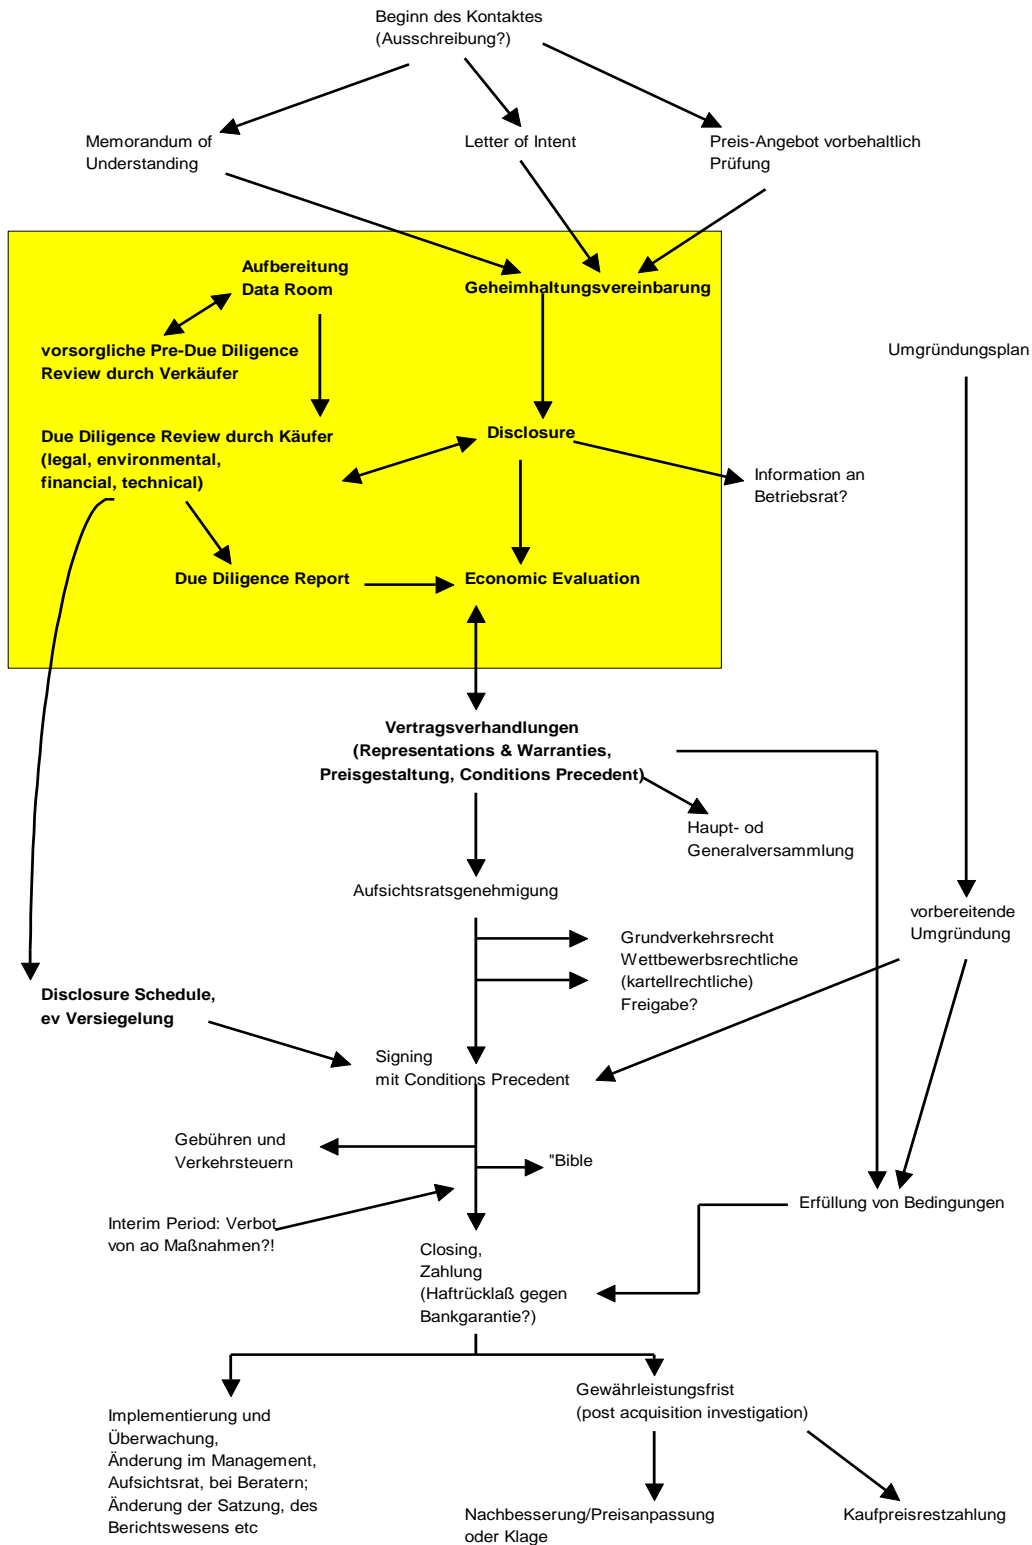 Beginn des Kontaktes
(Ausschreibung?)
Memorandum of
Understanding
Letter of Intent
Preis-Angebot vorbehaltlich
Prüfung
Aufbereitung
Data Room
Geheimhaltungsvereinbarung
vorsorgliche Pre-Due Diligence
Review durch Verkäufer
Umgründungsplan
Due Diligence Review durch Käufer
(legal, environmental,
financial, technical)
Disclosure
Information an
Betriebsrat?
Due Diligence Report
Economic Evaluation
Vertragsverhandlungen
(Representations & Warranties,
Preisgestaltung, Conditions Precedent)
Haupt- od
Generalversammlung
Aufsichtsratsgenehmigung
vorbereitende
Umgründung
Grundverkehrsrecht
Wettbewerbsrechtliche
(kartellrechtliche)
Freigabe?
Disclosure Schedule,
ev Versiegelung
Signing
mit Conditions Precedent
Gebühren und
Verkehrsteuern
"Bible
Erfüllung von Bedingungen
Interim Period: Verbot
von ao Maßnahmen?!
Closing,
Zahlung
(Haftrücklaß gegen
Bankgarantie?)
Gewährleistungsfrist
(post acquisition investigation)
Implementierung und
Überwachung,
Änderung im Management,
Aufsichtsrat, bei Beratern;
Änderung der Satzung, des
Berichtswesens etc
Nachbesserung/Preisanpassung
oder Klage
Kaufpreisrestzahlung